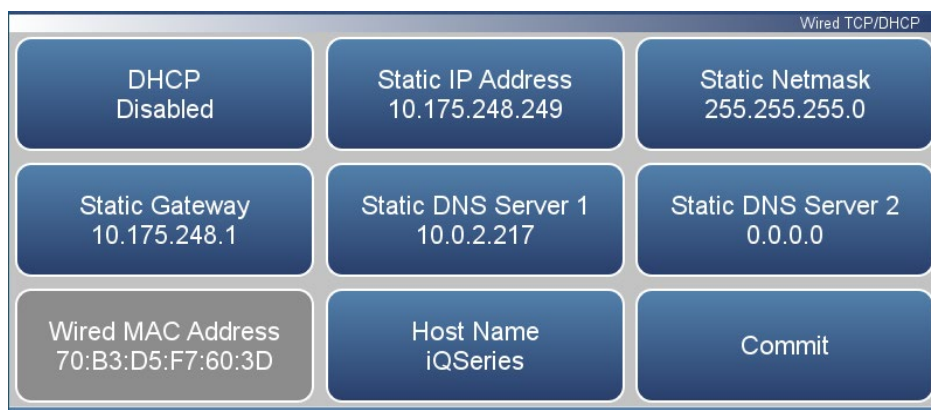 Wired TCP/DHCP
DHCP
Disabled
Static IP Address
10.175.248.249
Static Netmask
255.255.255.0
Static Gateway
10.175.248.1
Static DNS Server 1
10.0.2.217
Static DNS Server 2
0.0.0.0
Wired MAC Address
70:B3:D5:F7:60:3D
Host Name
iQSeries
Commit